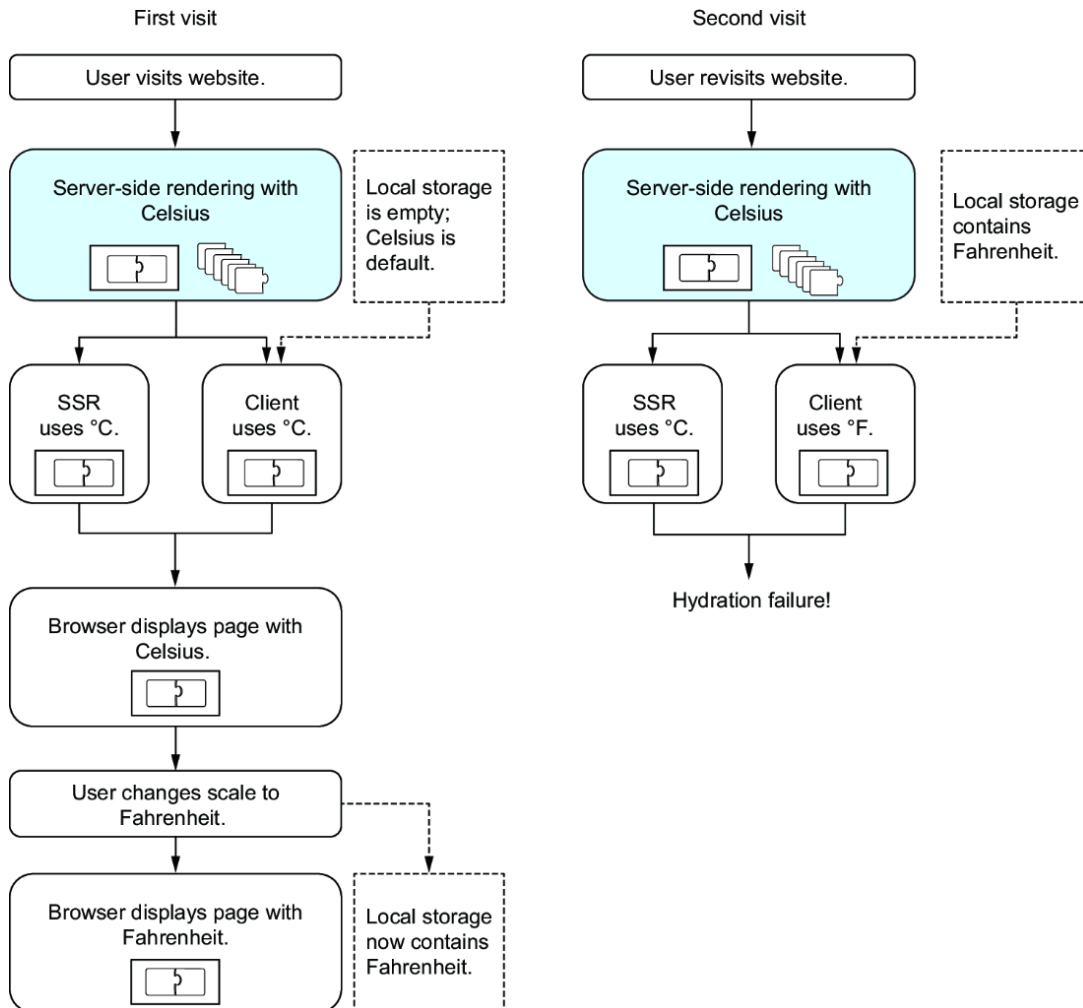 First visit
User visits website.
Server-side rendering with
Celsius
Local storage
is empty;
Celsius is
default.
SSR
uses °C.
Client
uses °C.
Browser displays page with
Celsius.
User changes scale to
Fahrenheit.
Browser displays page with
Fahrenheit.
Local storage
now contains
Fahrenheit.
Second visit
User revisits website.
Server-side rendering with
Celsius
Local storage
contains
Fahrenheit.
SSR
uses °C.
Client
uses °F.
Hydration failure!